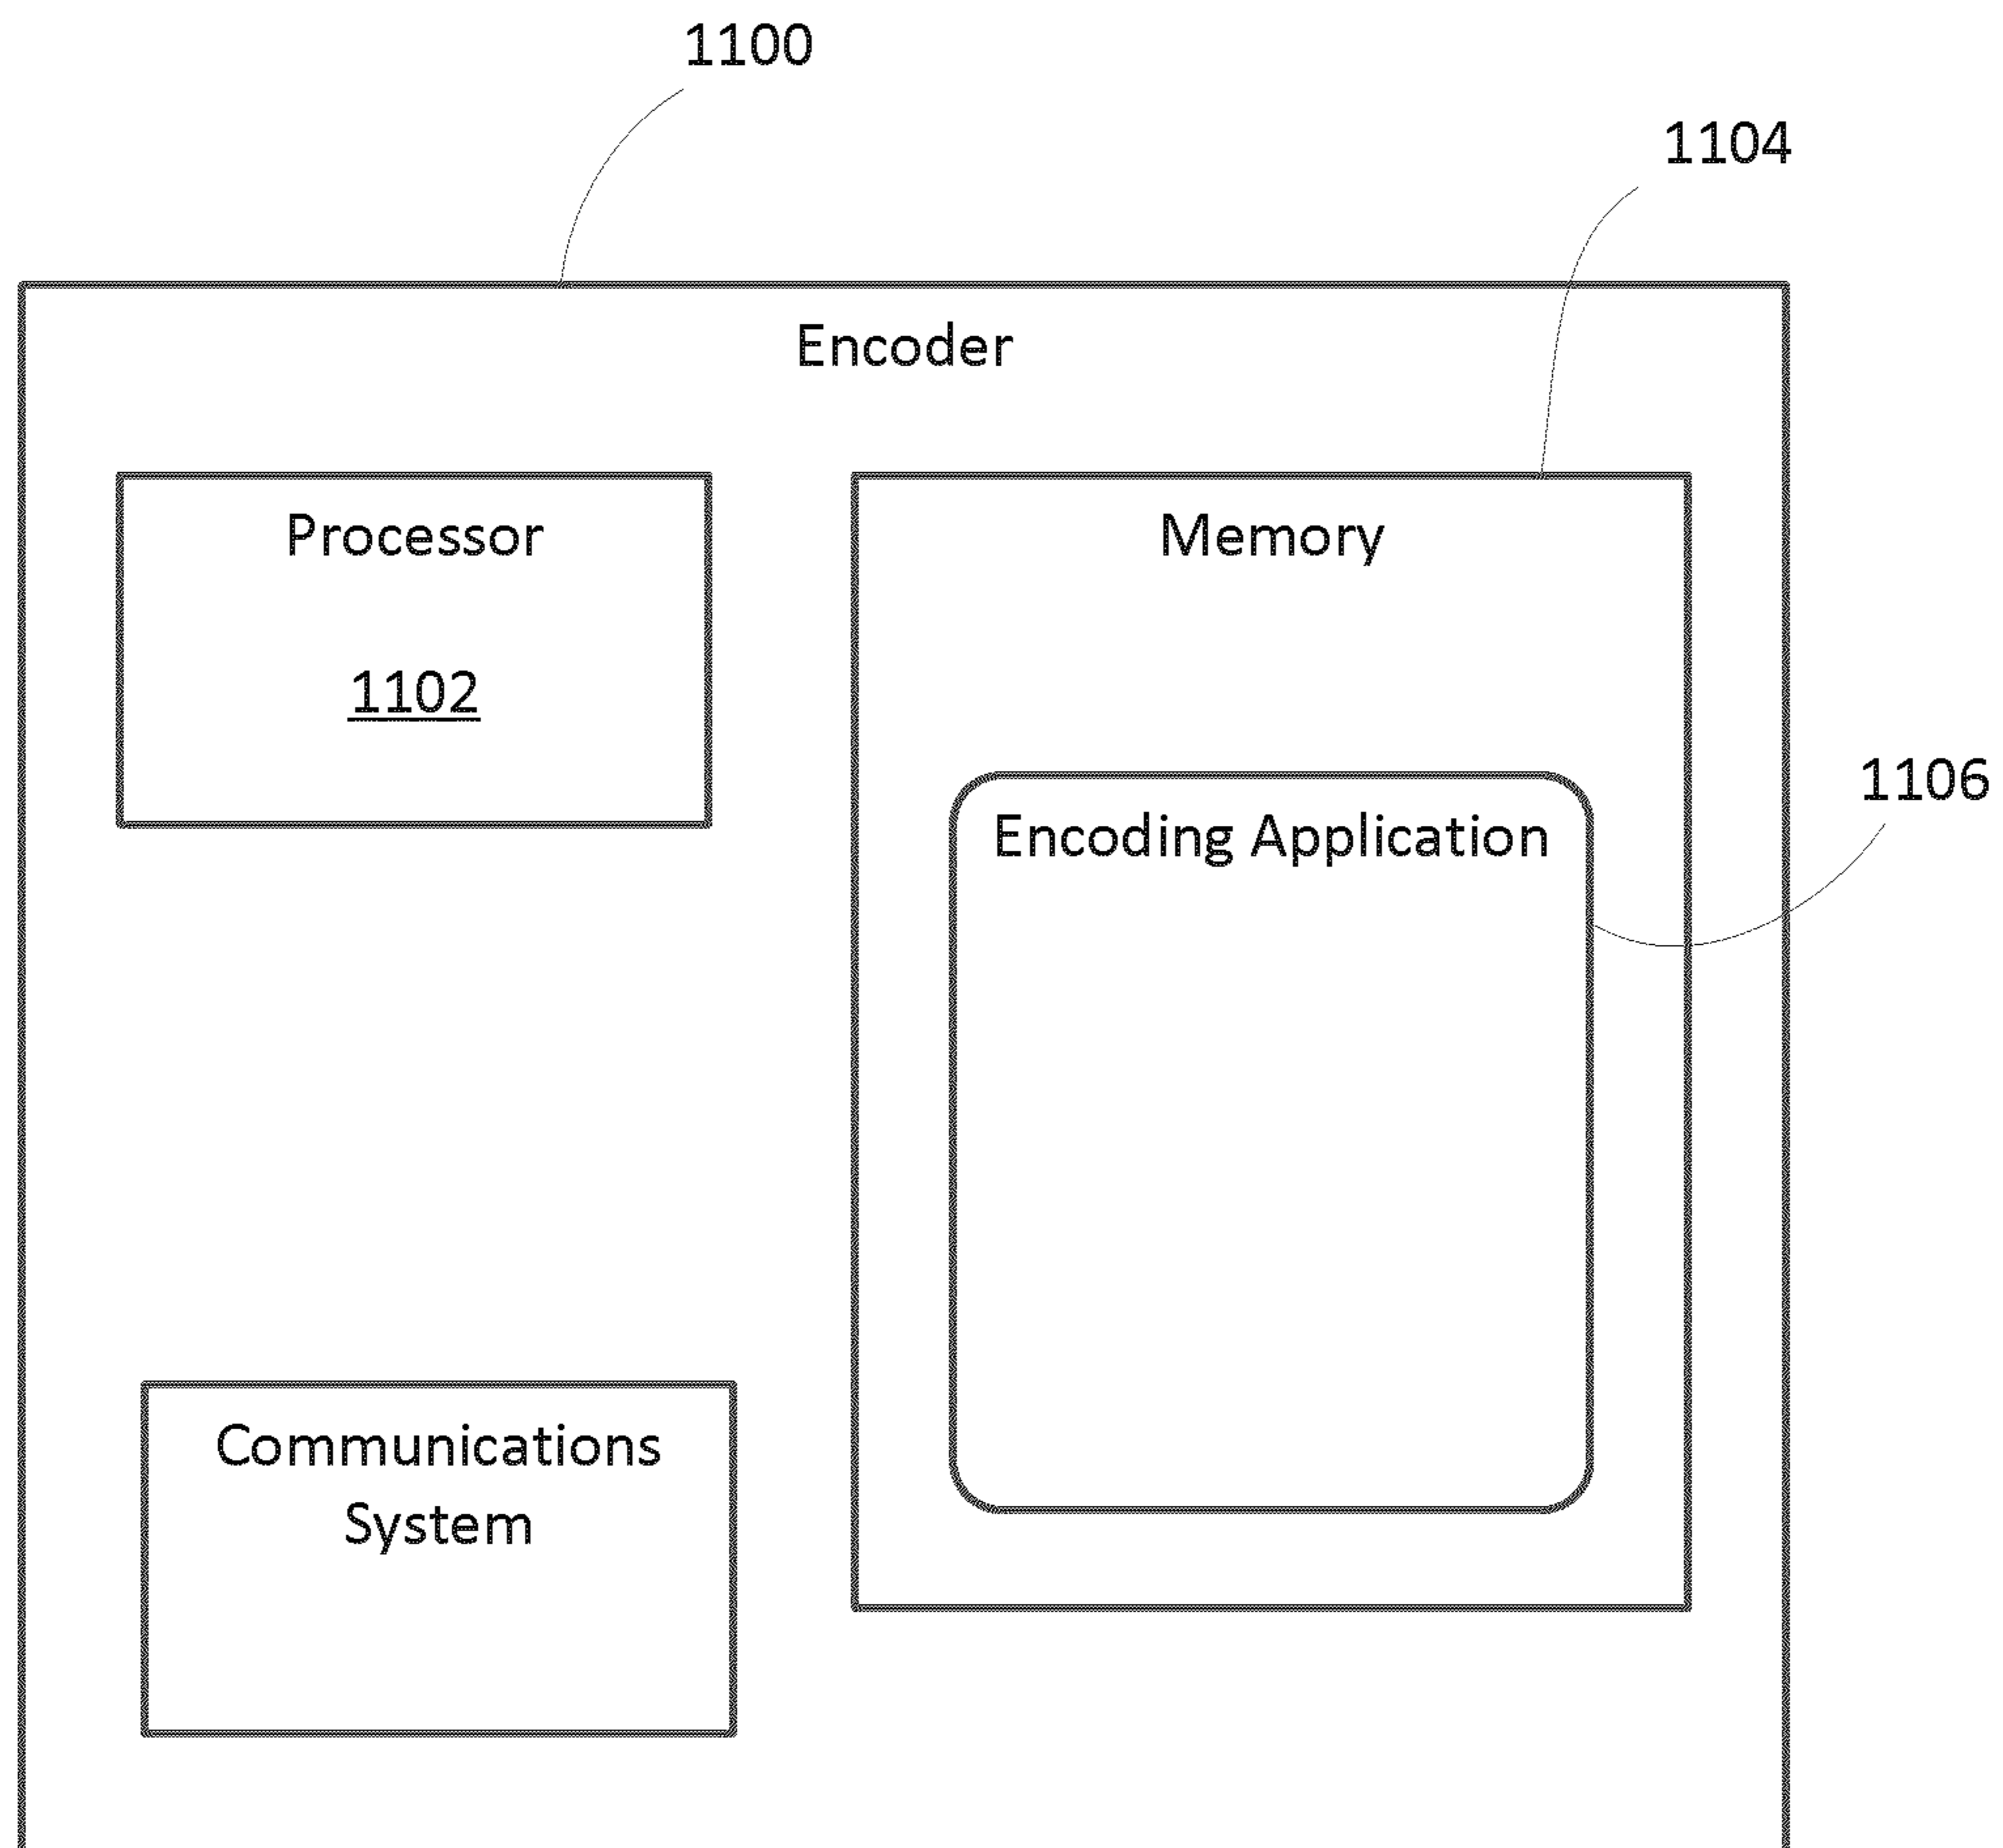 1100
1104
Encoder
Processor
1102
Memory
1106
Encoding Application
Communications
System